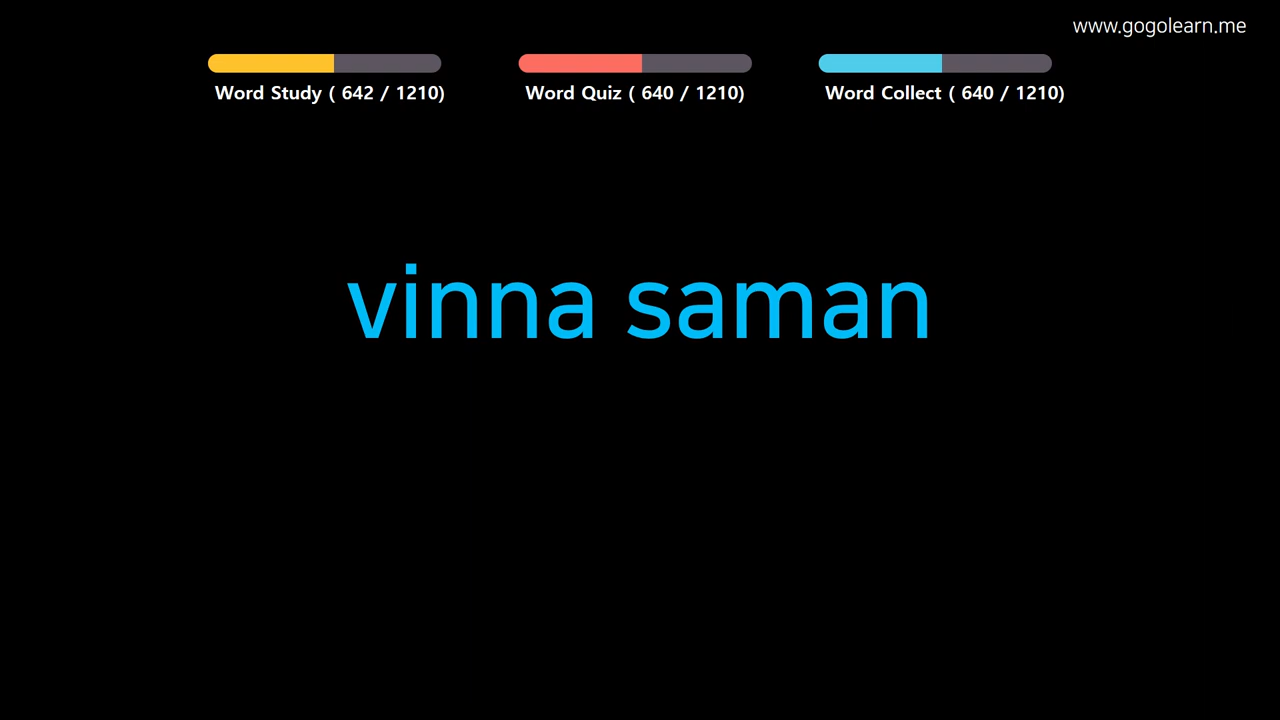 www.gogolearn.me
Word Study ( 642 / 1210)
Word Quiz ( 640 / 1210)
Word Collect ( 640 / 1210)
vinna saman